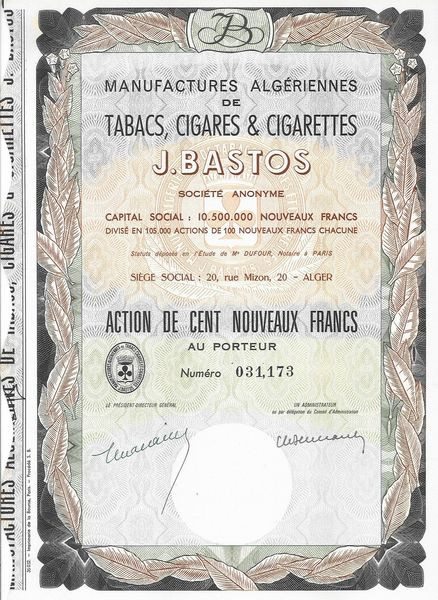 JB
MANUFACTURES ALGÉRIENNES
DE
TABACS, CIGARES & CIGARETTES
J. BASTOS
SOCIÉTÉ ANONYME
CAPITAL SOCIAL : 10.500.000 NOUVEAUX FRANCS
DIVISÉ EN 105.000 ACTIONS DE 100 NOUVEAUX FRANCS CHACUNE
Statuts déposés en l'Étude de Me DUFOUR, Notaire à PARIS
SIÈGE SOCIAL : 20, rue Mizon, 20 - ALGER
ACTION DE CENT NOUVEAUX FRANCS
AU PORTEUR
Numéro 031,173
LE PRÉSIDENT-DIRECTEUR GÉNÉRAL
UN ADMINISTRATEUR
ou par délégation du Conseil d'Administration